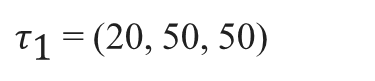 τ1 = (20, 50, 50)